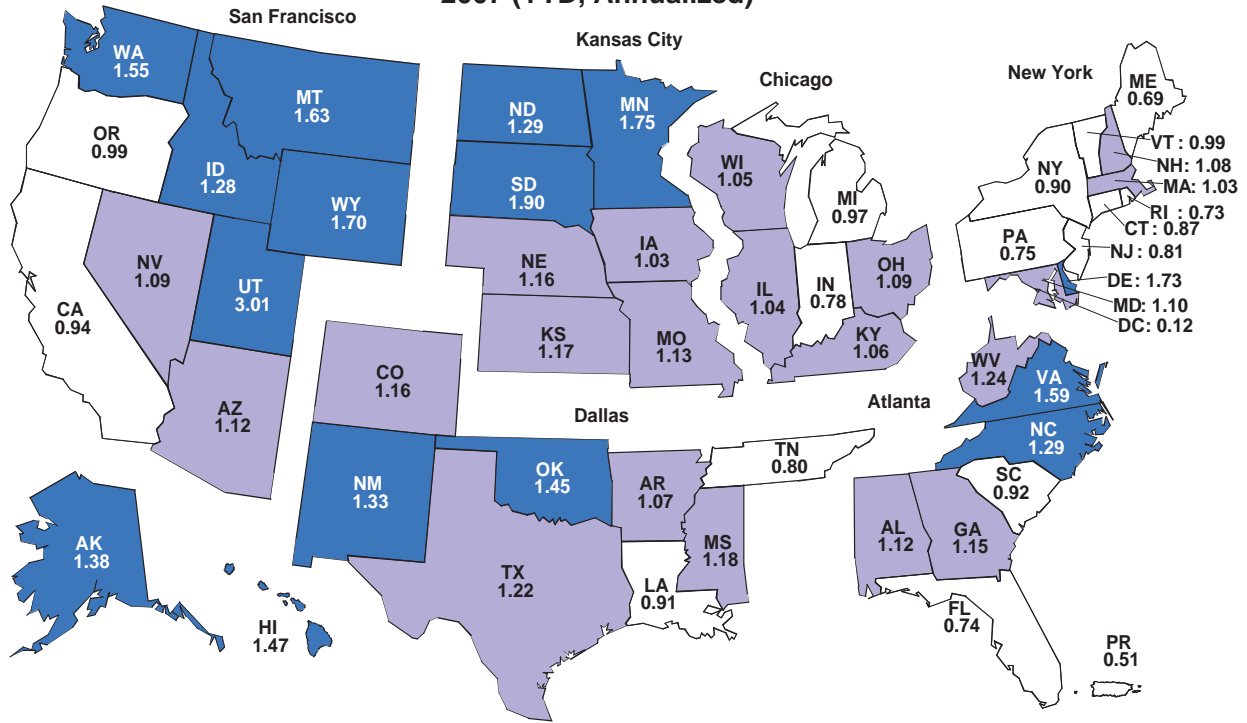 2007 (YTD, Annualized)
San Francisco
WA
1.55
MT
1.63
OR
0.99
ID
1.28
WY
1.70
NV
1.09
UT
3.01
CA
0.94
AZ
1.12
AK
1.38
HI
1.47
Kansas City
ND
1.29
MN
1.75
SD
1.90
NE
1.16
IA
1.03
KS
1.17
MO
1.13
Chicago
WI
1.05
MI
0.97
IL
1.04
IN
0.78
OH
1.09
KY
1.06
New York
ME
0.69
NY
0.90
VT : 0.99
NH: 1.08
MA: 1.03
RI : 0.73
CT: 0.87
PA
0.75
NJ: 0.81
DE: 1.73
MD: 1.10
DC: 0.12
Dallas
CO
1.16
NM
1.33
OK
1.45
TX
1.22
AR
1.07
LA
0.91
MS
1.18
TN
0.80
Atlanta
WV
1.24
VA
1.59
NC
1.29
SC
0.92
AL
1.12
GA
1.15
FL
0.74
PR
0.51